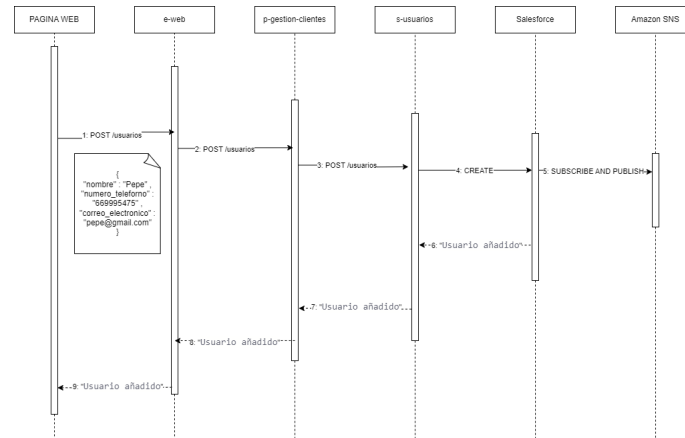 PAGINA WEB
e-web
p-gestion-clientes
s-usuarios
Salesforce
Amazon SNS
1: POST /usuarios
2: POST /usuarios
3: POST /usuarios
4: CREATE
5: SUBSCRIBE AND PUBLISH
{
"nombre" : "Pepe" ,
"numero_teleforno" :
"669995475" ,
"correo_electronico" :
"pepe@gmail.com"
}
6: "Usuario añadido"
7: "Usuario añadido"
8: "Usuario añadido"
9: "Usuario añadido"